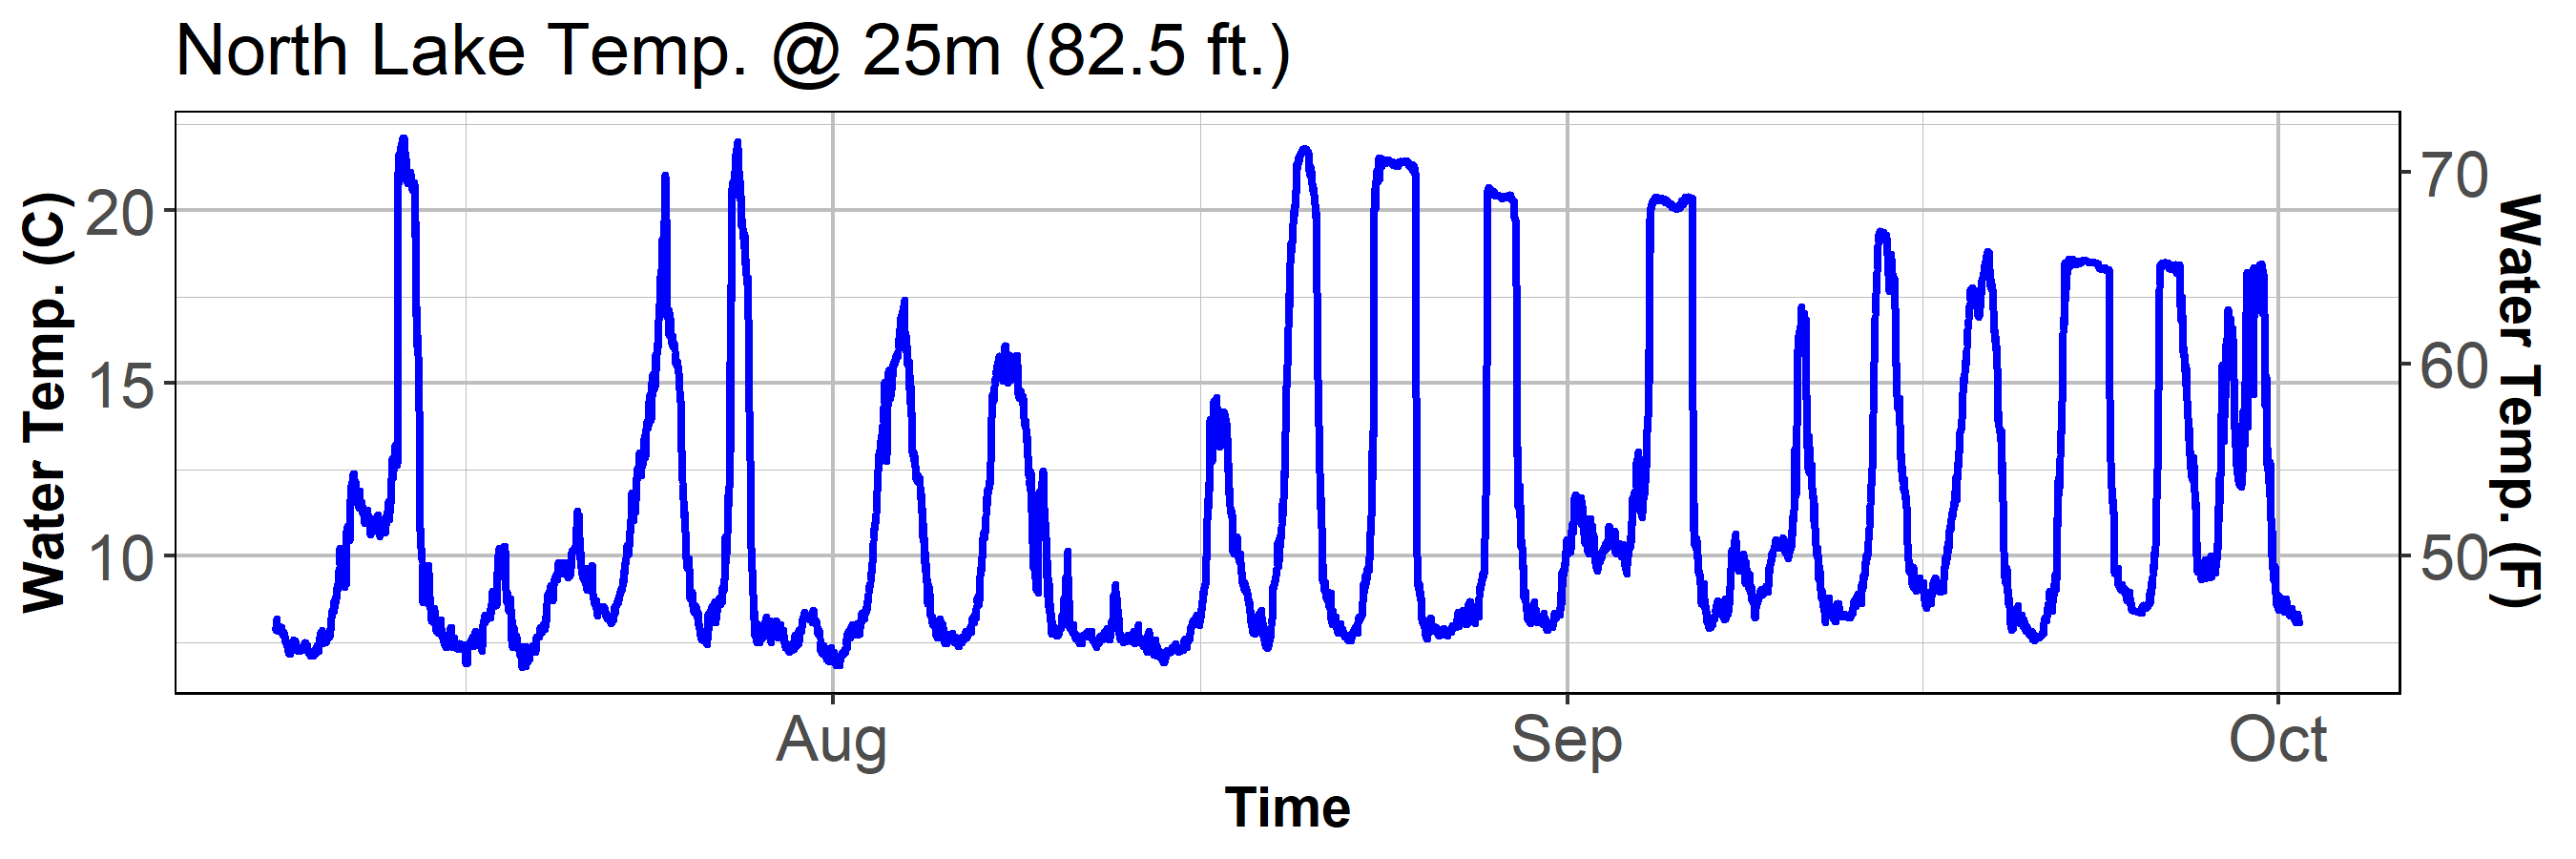 North Lake Temp. @ 25m (82.5 ft.)
Water Temp. (C)
20
15
10
70
60
50
Water Temp. (F)
Aug
Sep
Oct
Time